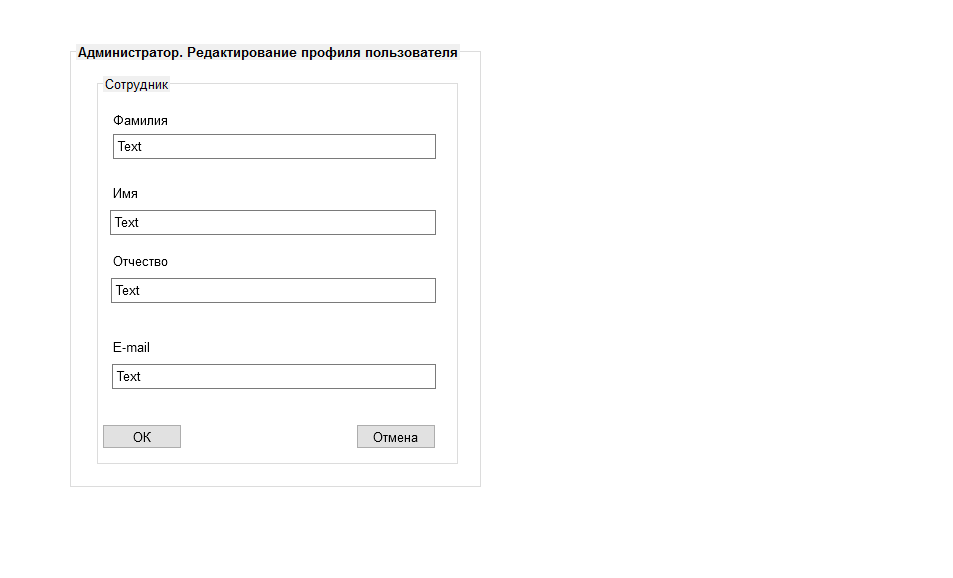 Администратор. Редактирование профиля пользователя
Сотрудник
Фамилия
Text
Имя
Text
Отчество
Text
E-mail
Text
OK
Отмена